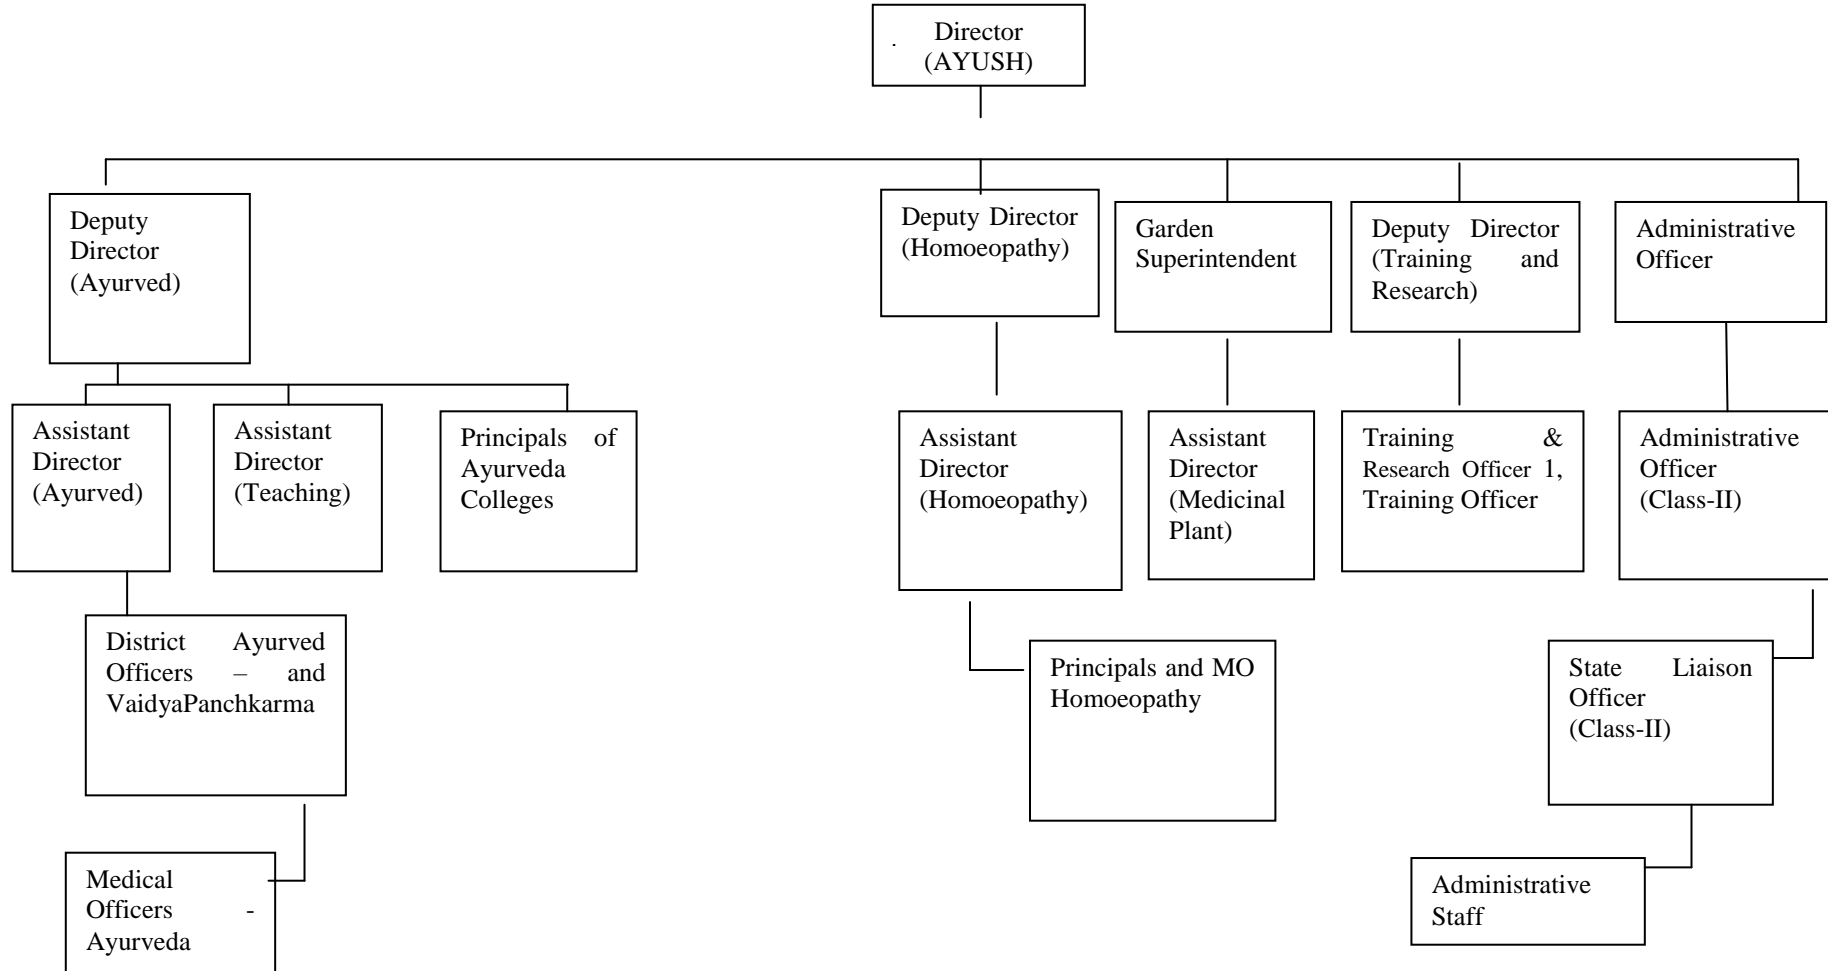 Director
(AYUSH)
Deputy
Director
(Ayurved)
Deputy Director
(Homoeopathy)
Garden
Superintendent
Deputy Director
(Training and
Research)
Administrative
Officer
Assistant
Director
(Ayurved)
Assistant
Director
(Teaching)
Principals of
Ayurveda
Colleges
Assistant
Director
(Homoeopathy)
Assistant
Director
(Medicinal
Plant)
Training &
Research Officer 1,
Training Officer
Administrative
Officer
(Class-II)
District Ayurved
Officers – and
VaidyaPanchkarma
Principals and MO
Homoeopathy
State Liaison
Officer
(Class-II)
Medical
Officers -
Ayurveda
Administrative
Staff